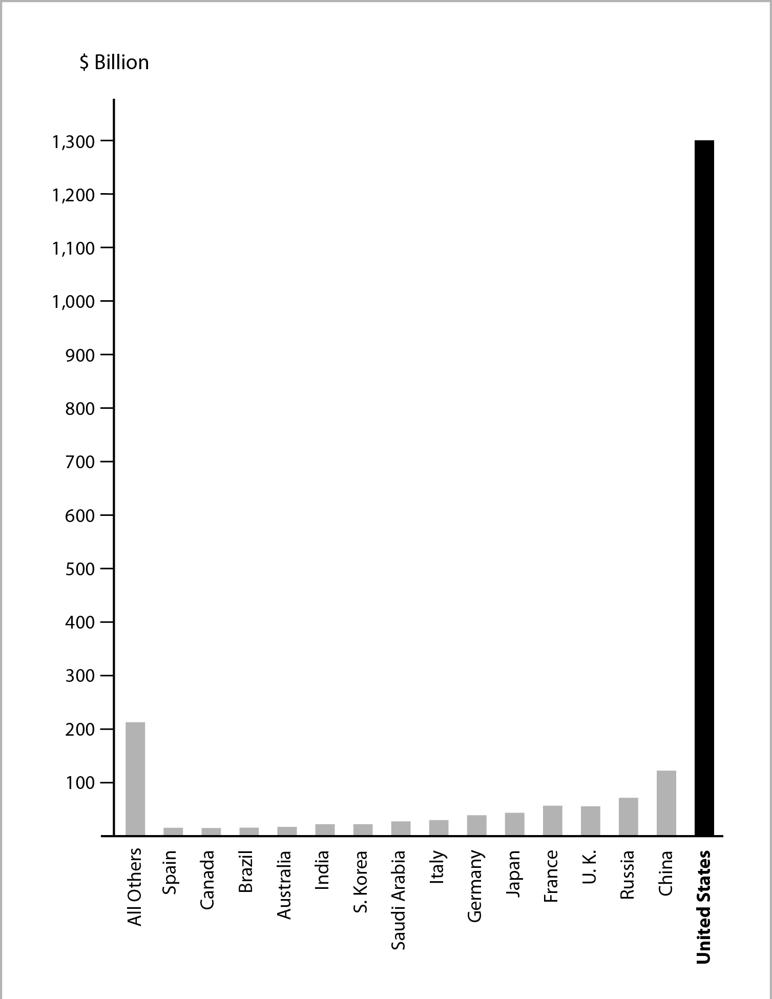 $ Billion
1,300
1,200
1,100
1,000
900
800
700
600
500
400
300
200
100
All Others
Spain
Canada
Brazil
Australia
India
S. Korea
Saudi Arabia
Italy
Germany
Japan
France
U. K.
Russia
China
United States